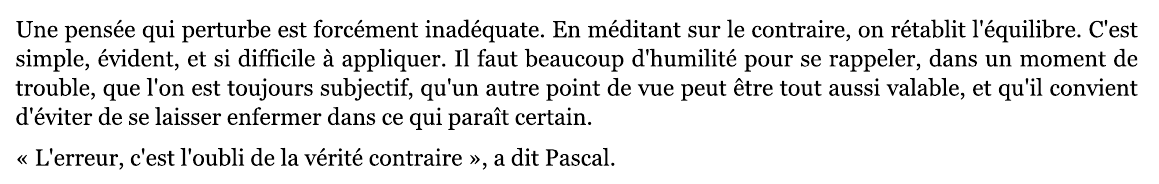 Une pensée qui perturbe est forcément inadéquate. En méditant sur le contraire, on rétablit l'équilibre. C'est
simple, évident, et si difficile à appliquer. Il faut beaucoup d'humilité pour se rappeler, dans un moment de
trouble, que l'on est toujours subjectif, qu'un autre point de vue peut être tout aussi valable, et qu'il convient
d'éviter de se laisser enfermer dans ce qui paraît certain.
« L'erreur, c'est l'oubli de la vérité contraire », a dit Pascal.